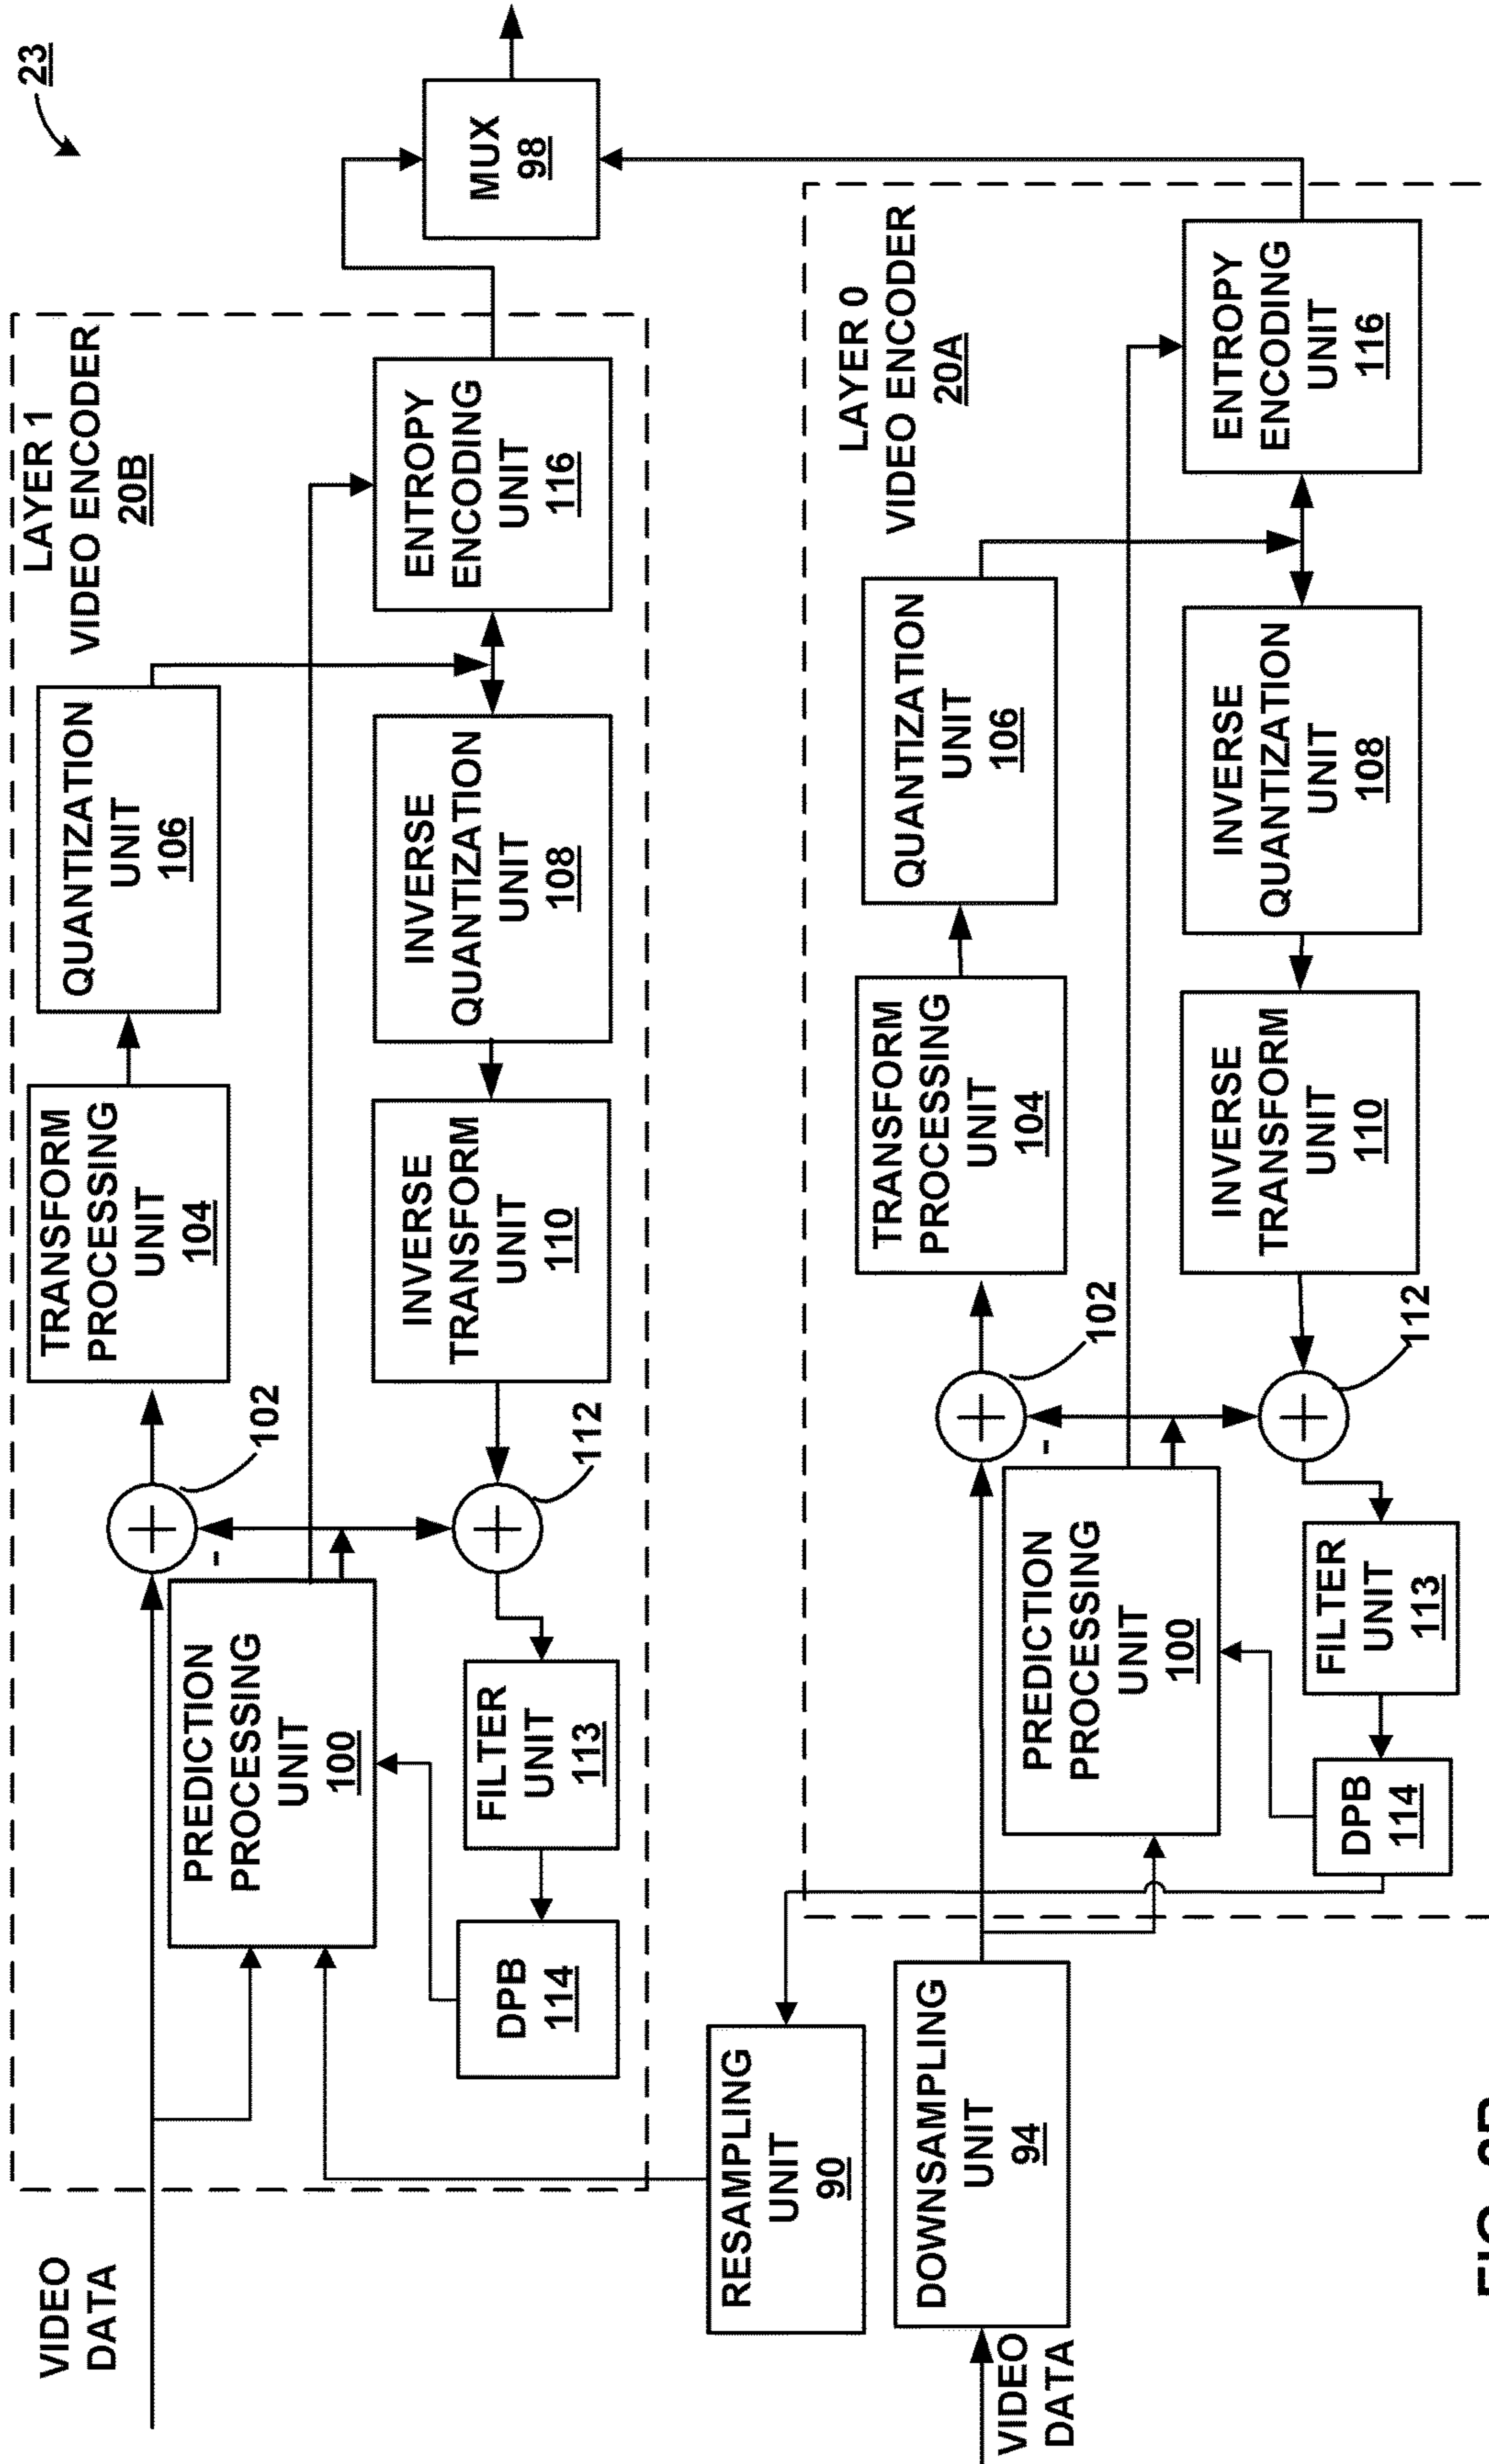 23
LAYER 1
VIDEO ENCODER
20B
VIDEO
DATA
PREDICTION
PROCESSING
UNIT
100
-
102
TRANSFORM
PROCESSING
UNIT
104
QUANTIZATION
UNIT
106
DPB
114
FILTER
UNIT
113
112
INVERSE
TRANSFORM
UNIT
110
INVERSE
QUANTIZATION
UNIT
108
ENTROPY
ENCODING
UNIT
116
MUX
98
RESAMPLING
UNIT
90
LAYER 0
VIDEO ENCODER
20A
VIDEO
DATA
DOWNSAMPLING
UNIT
94
PREDICTION
PROCESSING
UNIT
100
-
102
TRANSFORM
PROCESSING
UNIT
104
QUANTIZATION
UNIT
106
DPB
114
FILTER
UNIT
113
112
INVERSE
TRANSFORM
UNIT
110
INVERSE
QUANTIZATION
UNIT
108
ENTROPY
ENCODING
UNIT
116
FIG.